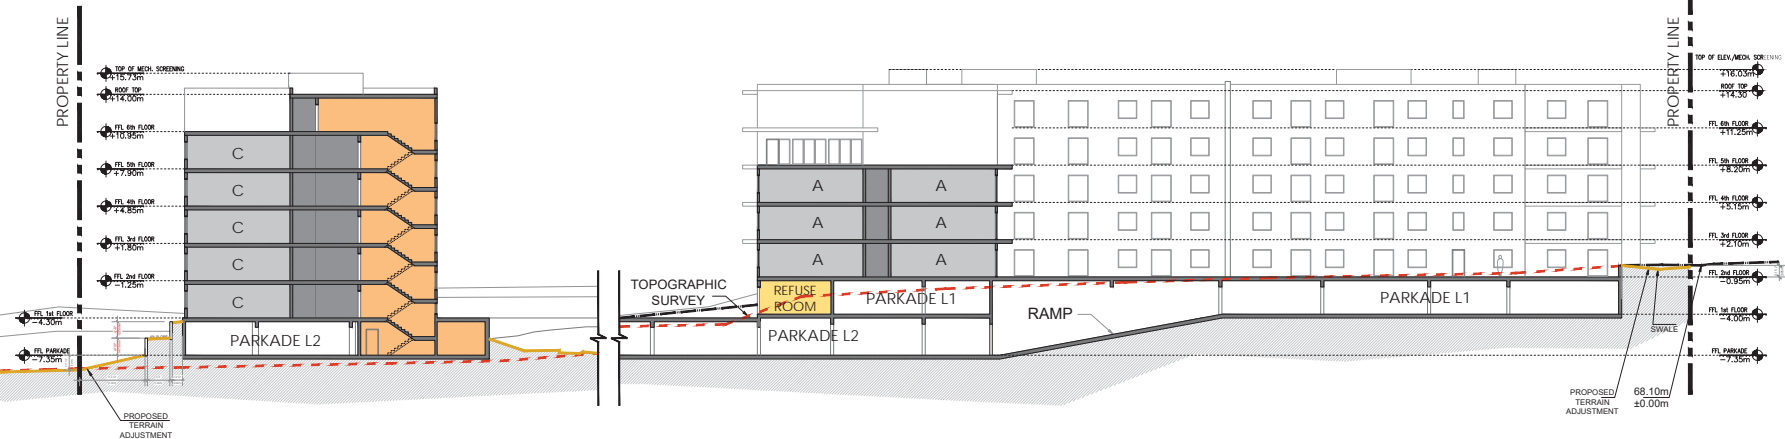 PROPERTY LINE
TOP OF MECH. SCREENING
+15.73m
ROOF TOP
+14.00m
FFL 6th FLOOR
+10.95m
FFL 5th FLOOR
+7.90m
FFL 4th FLOOR
+4.85m
FFL 3rd FLOOR
+1.80m
FFL 2nd FLOOR
-1.25m
FFL 1st FLOOR
-4.30m
FFL PARKADE
-7.35m
C
C
C
C
C
PARKADE L2
PROPOSED
TERRAIN
ADJUSTMENT
TOPOGRAPHIC
SURVEY
A
A
A
A
A
A
REFUSE
ROOM
PARKADE L1
PARKADE L2
RAMP
PARKADE L1
PROPERTY LINE
TOP OF ELEV./MECH. SCREENING
+16.03m
ROOF TOP
+14.30
FFL 6th FLOOR
+11.25m
FFL 5th FLOOR
+8.20m
FFL 4th FLOOR
+5.15m
FFL 3rd FLOOR
+2.10m
FFL 2nd FLOOR
-0.95m
FFL 1st FLOOR
-4.00m
FFL PARKADE
-7.35m
SWALE
PROPOSED
TERRAIN
ADJUSTMENT
68.10m
±0.00m